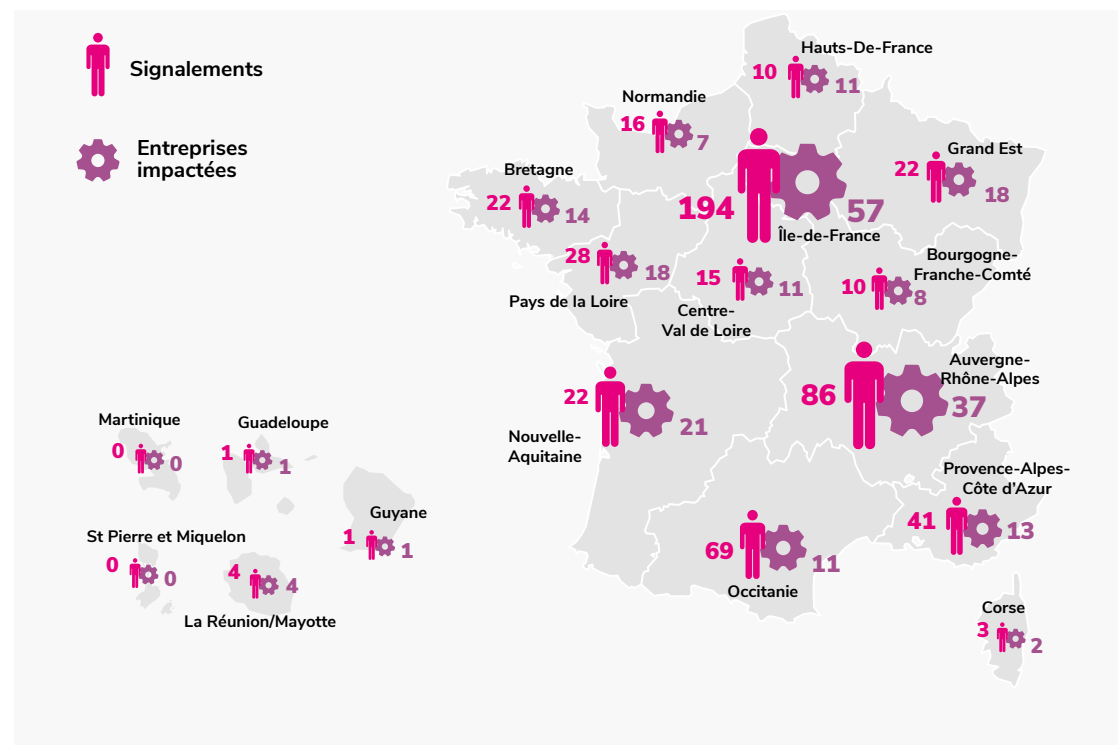 Signalements
Entreprises
impactées
Hauts-De-France
10
11
Normandie
16
7
Grand Est
22
18
Bretagne
22
14
194
57
Île-de-France
28
18
Pays de la Loire
15
11
Centre-
Val de Loire
Bourgogne-
Franche-Comté
10
8
Auvergne-
Rhône-Alpes
86
37
22
21
Nouvelle-
Aquitaine
Provence-Alpes-
Côte d'Azur
41
13
69
11
Occitanie
Corse
3
2
Martinique
0
0
Guadeloupe
1
1
Guyane
1
1
St Pierre et Miquelon
0
0
4
4
La Réunion/Mayotte